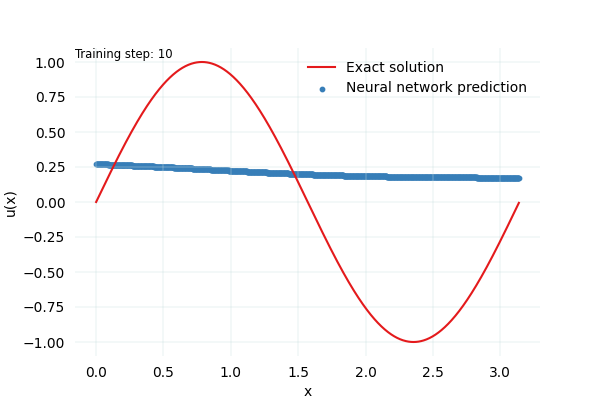 Training step: 10
Exact solution
Neural network prediction
1.00
0.75
0.50
0.25
0.00
−0.25
−0.50
−0.75
−1.00
u(x)
0.0 0.5 1.0 1.5 2.0 2.5 3.0
x